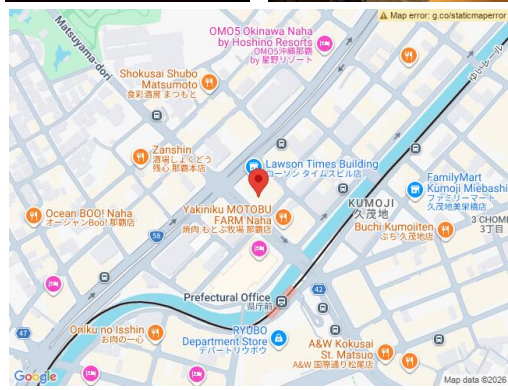 Map error: g.co/staticmaperror
Matsuyama-dori
OMO5 Okinawa Naha
by Hoshino Resorts
OMO5沖縄那覇
by 星野リゾート
ゆいレール
Shokusai Shubo
Matsumoto
食彩酒房 まつもと
Zanshin
酒場しょくどう
残心 那覇本店
Lawson Times Building
ローソン タイムスビル店
FamilyMart
Kumoji Miebashi
ファミリーマート
久茂地美栄橋店
KUMOJI
久茂地
Ocean BOO! Naha
オーシャンBoo! 那覇店
Yakiniku MOTOBU
FARM Naha
焼肉 もとぶ牧場 那覇店
Buchi Kumojiten
ぶち 久茂地店
3 CHOME
3丁目
58
Prefectural Office
県庁前
42
47
Oniku no Isshin
お肉の一心
RYUBO
Department Store
デパートリウボウ
A&W Kokusai
St. Matsuo
A&W 国際通り松尾店
Google
Map data ©2026